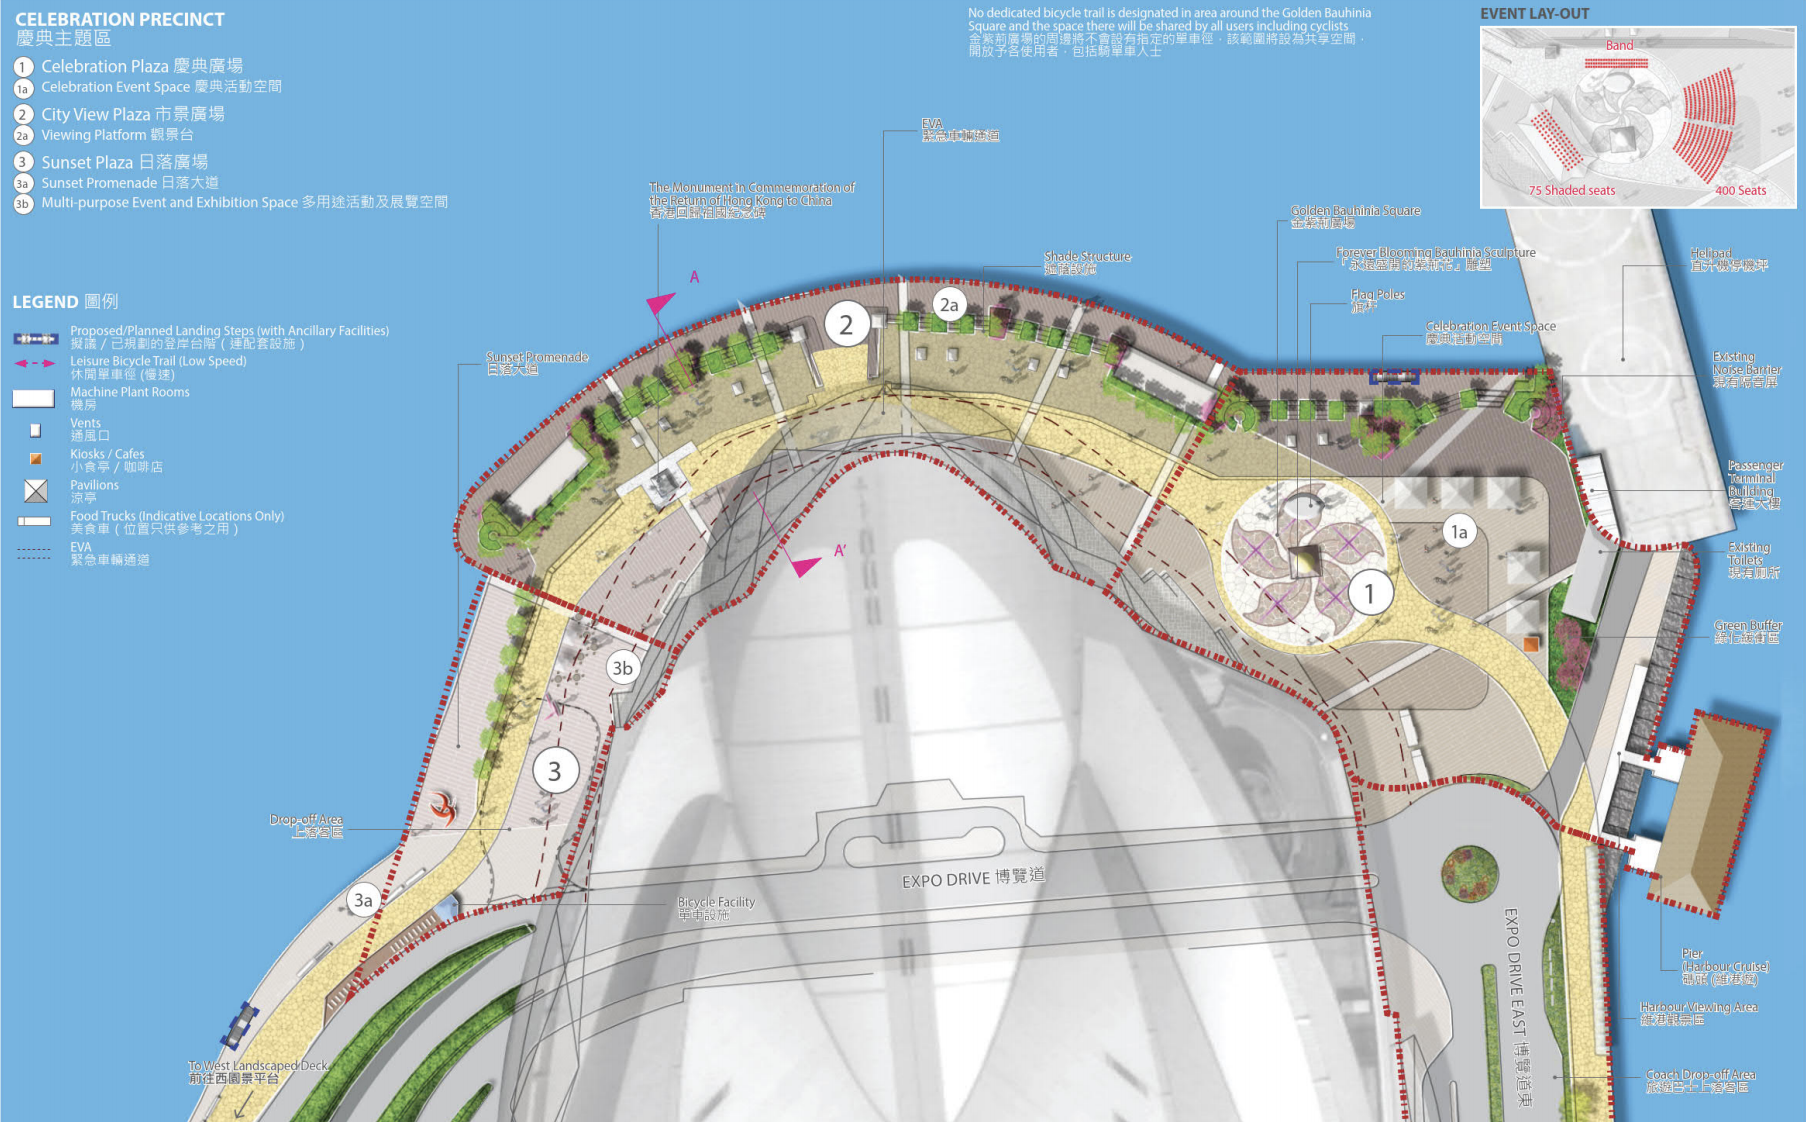 CELEBRATION PRECINCT
慶典主題區
1 Celebration Plaza 慶典廣場
1a Celebration Event Space 慶典活動空間
2 City View Plaza 市景廣場
2a Viewing Platform 觀景台
3 Sunset Plaza 日落廣場
3a Sunset Promenade 日落大道
3b Multi-purpose Event and Exhibition Space 多用途活動及展覽空間
LEGEND 圖例
Proposed/Planned Landing Steps (with Ancillary Facilities)
擬議 / 已規劃的登岸台階 ( 連配套設施 )
Leisure Bicycle Trail (Low Speed)
休閒單車徑 (慢速)
Machine Plant Rooms
機房
Vents
通風口
Kiosks / Cafes
小食亭 / 咖啡店
Pavilions
涼亭
Food Trucks (Indicative Locations Only)
美食車 ( 位置只供參考之用 )
EVA
緊急車輛通道
No dedicated bicycle trail is designated in area around the Golden Bauhinia
Square and the space there will be shared by all users including cyclists
金紫荊廣場的周邊將不會設有指定的單車徑，該範圍將設為共享空間，
開放予各使用者，包括騎單車人士
EVENT LAY-OUT
Band
75 Shaded seats
400 Seats
EVA
緊急車輛通道
The Monument in Commemoration of
the Return of Hong Kong to China
香港回歸祖國紀念碑
Shade Structure
遮蔭設施
Golden Bauhinia Square
金紫荊廣場
Forever Blooming Bauhinia Sculpture
「永遠盛開的紫荊花」雕塑
Flag Poles
旗杆
Celebration Event Space
慶典活動空間
Helipad
直升機停機坪
Existing
Noise Barrier
現有隔音屏
Passenger
Terminal
Building
客運大樓
Existing
Toilets
現有廁所
Green Buffer
綠化緩衝區
Sunset Promenade
日落大道
A
A'
2
2a
1a
1
3b
3
3a
Drop-off Area
上落客區
Bicycle Facility
單車設施
EXPO DRIVE 博覽道
EXPO DRIVE EAST 博覽道東
Pier
(Harbour Cruise)
碼頭 (維港遊)
Harbour Viewing Area
維港觀景區
Coach Drop-off Area
旅遊巴士上落客區
To West Landscaped Deck
前往西園景平台